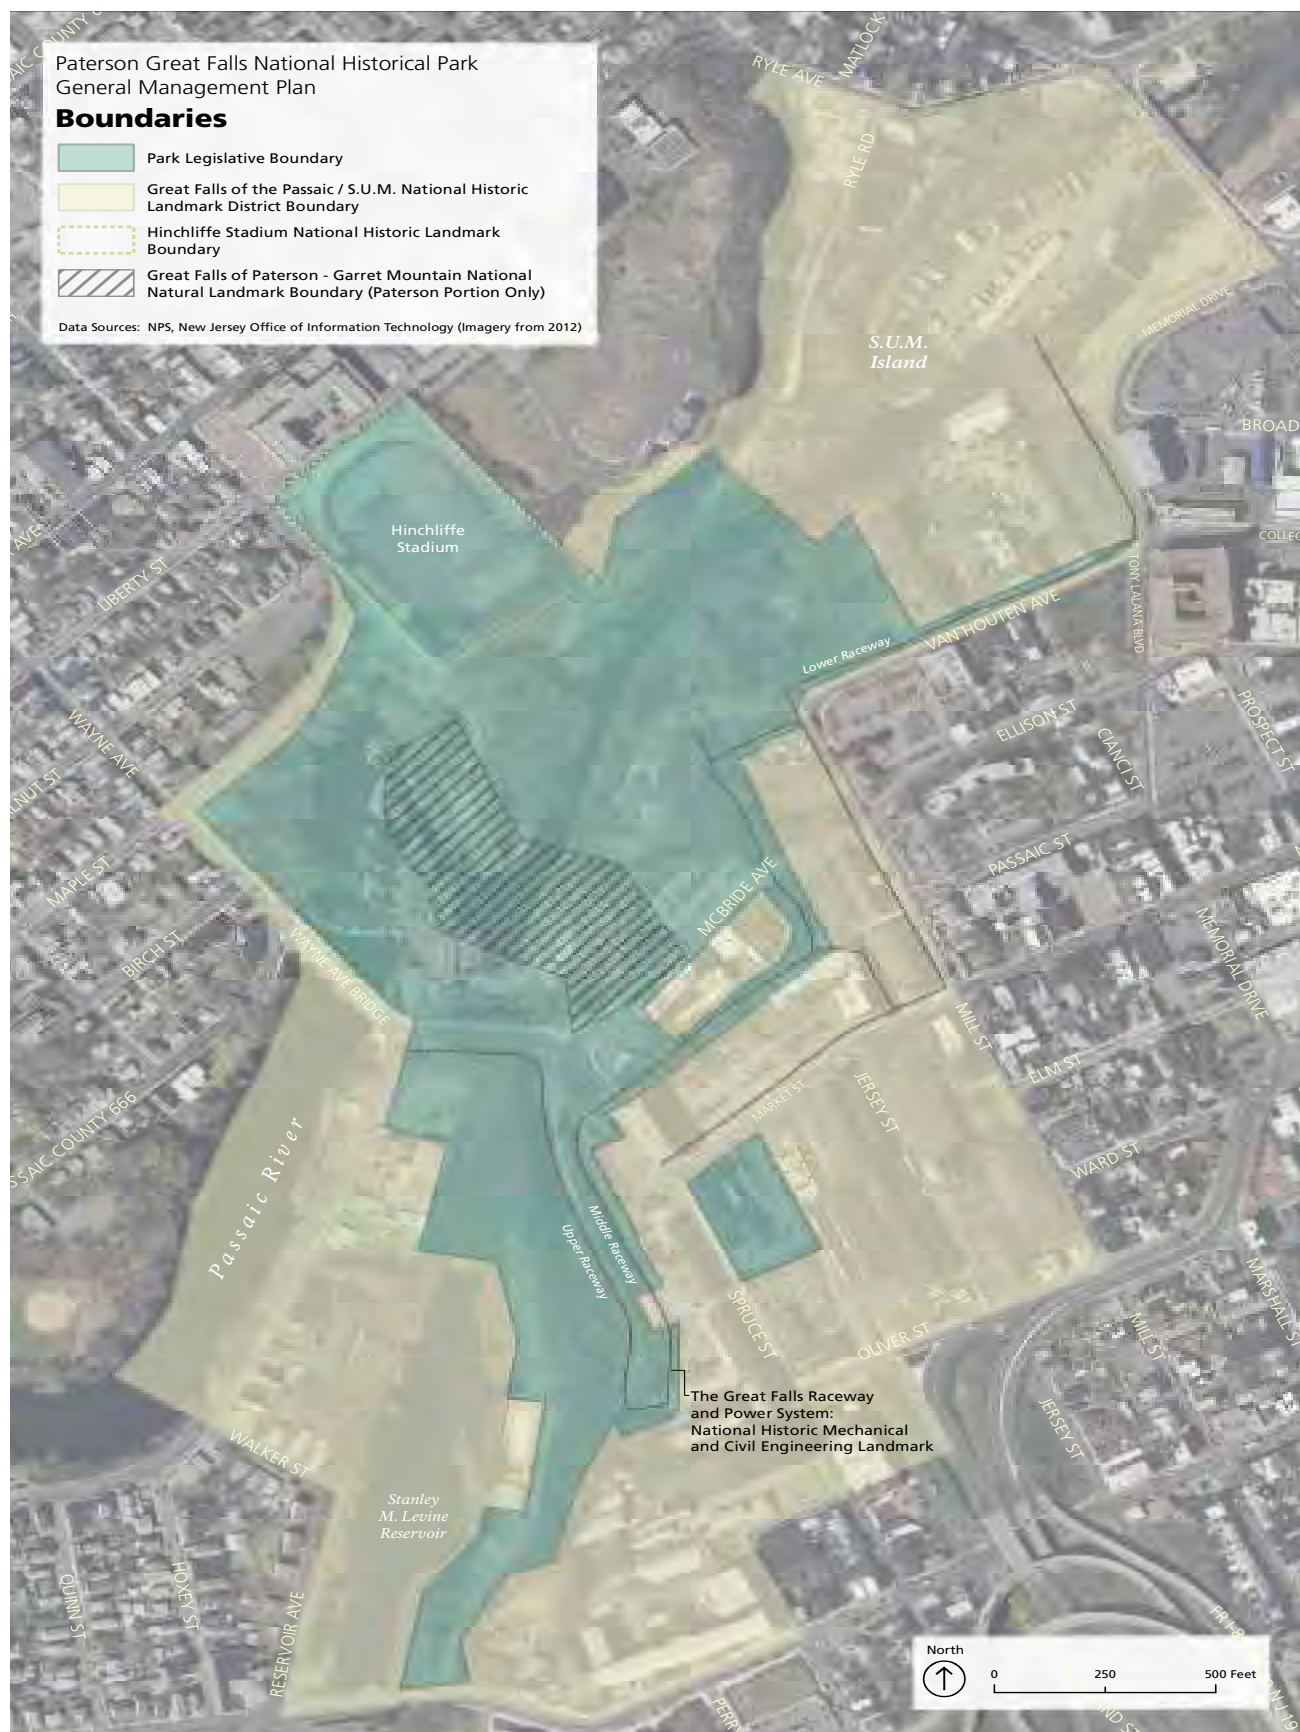 Paterson Great Falls National Historical Park
General Management Plan
Boundaries
Park Legislative Boundary
Great Falls of the Passaic / S.U.M. National Historic
Landmark District Boundary
Hinchliffe Stadium National Historic Landmark
Boundary
Great Falls of Paterson - Garret Mountain National
Natural Landmark Boundary (Paterson Portion Only)
Data Sources: NPS, New Jersey Office of Information Technology (Imagery from 2012)
RYLE AVE
MATLOCK
RYLE RD
MEMORIAL DRIVE
S.U.M.
Island
BROAD
Hinchliffe
Stadium
AVE
LIBERTY ST
COLLEG
TONY LALANA BLVD
VAN HOUTEN AVE
Lower Raceway
WAYNE AVE
LNUT ST
ELLISON ST
CIANCI ST
PROSPECT ST
MAPLE ST
PASSAIC ST
MCBRIDE AVE
BIRCH ST
WAYNE AVE BRIDGE
MEMORIAL DRIVE
MILL ST
ELM ST
SSAIC COUNTY 666
MARKET ST
JERSEY ST
WARD ST
Passaic River
Middle Raceway
Upper Raceway
SPRUCE ST
OLIVER ST
MILL ST
MARSHALL ST
The Great Falls Raceway
and Power System:
National Historic Mechanical
and Civil Engineering Landmark
JERSEY ST
WALKER ST
Stanley
M. Levine
Reservoir
QUINN ST
HOXEY ST
RESERVOIR AVE
North
0 250 500 Feet